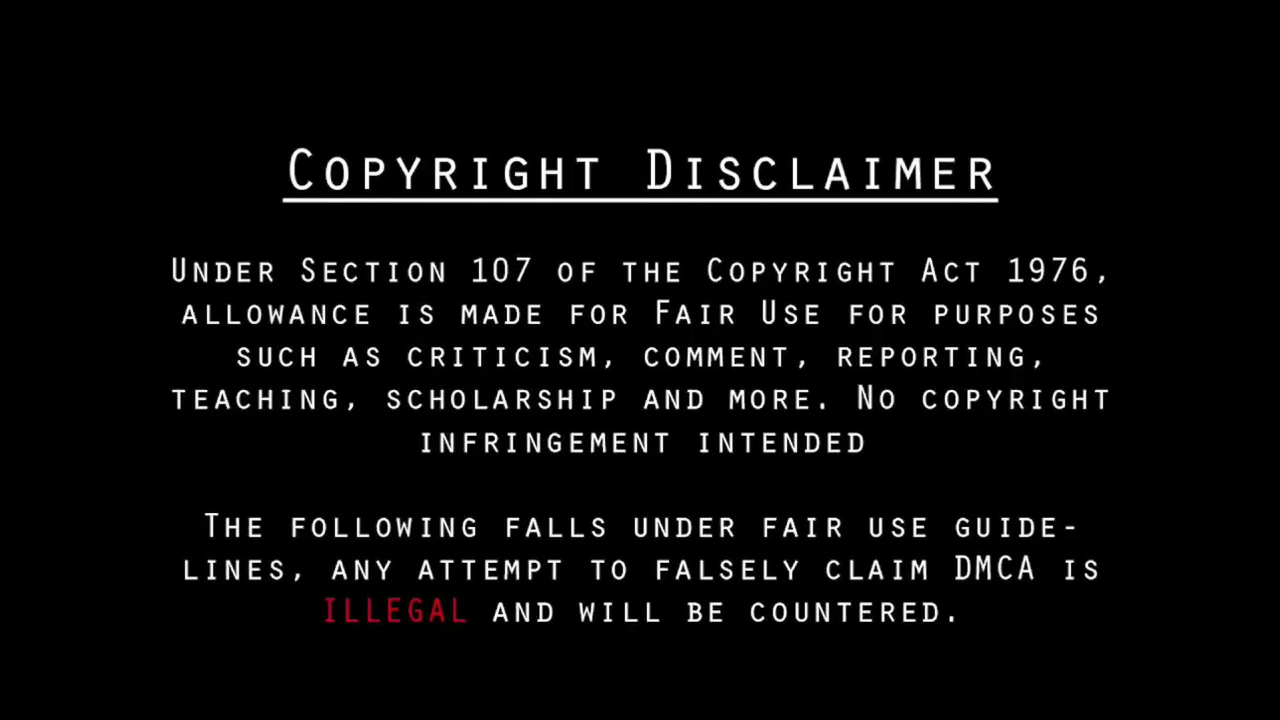 Copyright Disclaimer
Under Section 107 of the Copyright Act 1976,
allowance is made for Fair Use for purposes
such as criticism, comment, reporting,
teaching, scholarship and more. No copyright
infringement intended
The following falls under fair use guide-
lines, any attempt to falsely claim DMCA is
ILLEGAL and will be countered.